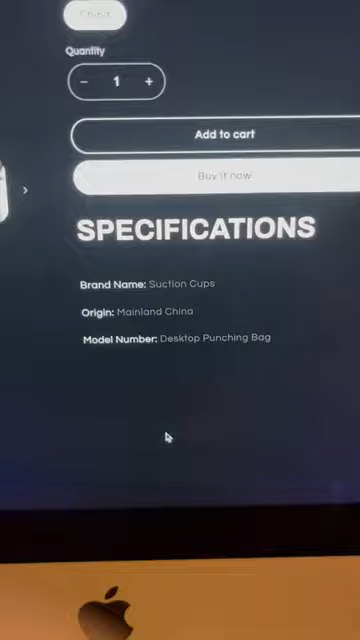 China
Quantity
− 1 +
Add to cart
Buy it now
SPECIFICATIONS
Brand Name: Suction Cups
Origin: Mainland China
Model Number: Desktop Punching Bag